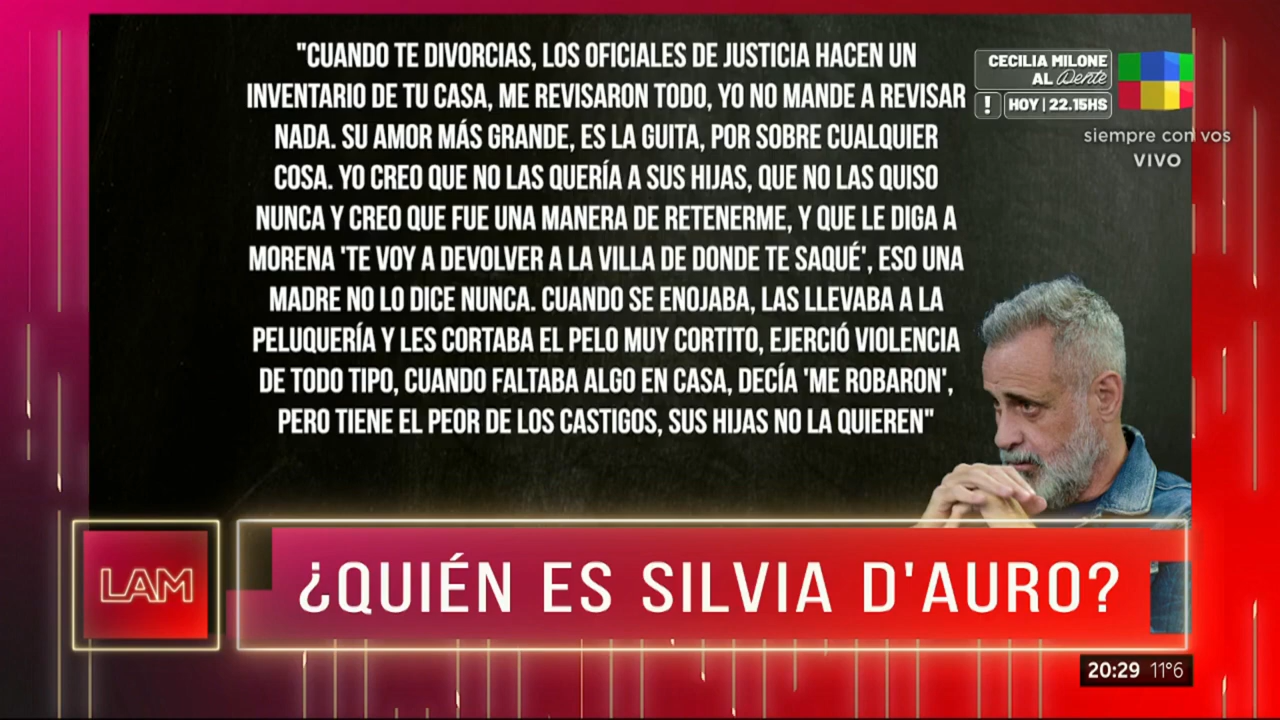 "CUANDO TE DIVORCIAS, LOS OFICIALES DE JUSTICIA HACEN UN
INVENTARIO DE TU CASA, ME REVISARON TODO, YO NO MANDE A REVISAR
NADA. SU AMOR MÁS GRANDE, ES LA GUITA, POR SOBRE CUALQUIER
COSA. YO CREO QUE NO LAS QUERÍA A SUS HIJAS, QUE NO LAS QUISO
NUNCA Y CREO QUE FUE UNA MANERA DE RETENERME, Y QUE LE DIGA A
MORENA 'TE VOY A DEVOLVER A LA VILLA DE DONDE TE SAQUÉ', ESO UNA
MADRE NO LO DICE NUNCA. CUANDO SE ENOJABA, LAS LLEVABA A LA
PELUQUERÍA Y LES CORTABA EL PELO MUY CORTITO, EJERCIÓ VIOLENCIA
DE TODO TIPO, CUANDO FALTABA ALGO EN CASA, DECÍA 'ME ROBARON',
PERO TIENE EL PEOR DE LOS CASTIGOS, SUS HIJAS NO LA QUIEREN"
CECILIA MILONE
AL Dente
! HOY | 22.15HS
siempre con vos
VIVO
LAM
¿QUIÉN ES SILVIA D'AURO?
20:29 11°6